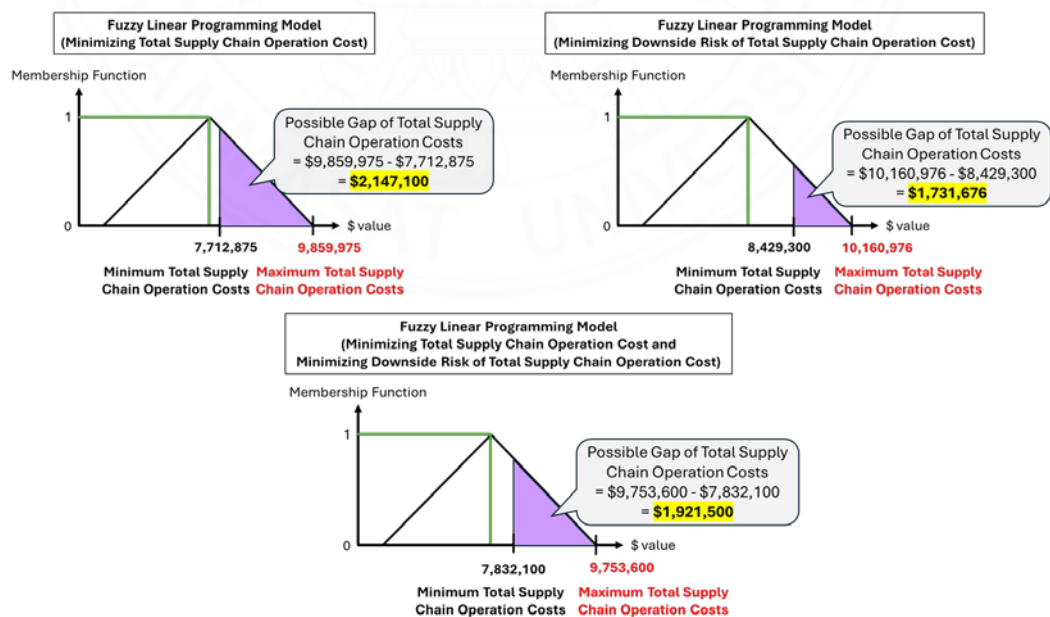 Fuzzy Linear Programming Model
(Minimizing Total Supply Chain Operation Cost)
Membership Function
1
0
Possible Gap of Total Supply
Chain Operation Costs
= $9,859,975 - $7,712,875
= $2,147,100
$ value
7,712,875
9,859,975
Minimum Total Supply
Chain Operation Costs
Maximum Total Supply
Chain Operation Costs
Fuzzy Linear Programming Model
(Minimizing Downside Risk of Total Supply Chain Operation Cost)
Membership Function
1
0
Possible Gap of Total Supply
Chain Operation Costs
= $10,160,976 - $8,429,300
= $1,731,676
$ value
8,429,300
10,160,976
Minimum Total Supply
Chain Operation Costs
Maximum Total Supply
Chain Operation Costs
Fuzzy Linear Programming Model
(Minimizing Total Supply Chain Operation Cost and
Minimizing Downside Risk of Total Supply Chain Operation Cost)
Membership Function
1
0
Possible Gap of Total Supply
Chain Operation Costs
= $9,753,600 - $7,832,100
= $1,921,500
$ value
7,832,100
9,753,600
Minimum Total Supply
Chain Operation Costs
Maximum Total Supply
Chain Operation Costs